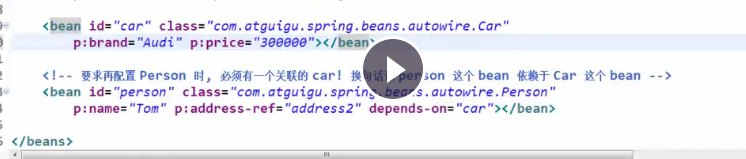 <bean id="car" class="com.atguigu.spring.beans.autowire.Car"
p:brand="Audi" p:price="300000"></bean>
<!-- 要求再配置 Person 时, 必须有一个关联的 car! 换句话说 person 这个 bean 依赖于 Car 这个 bean -->
<bean id="person" class="com.atguigu.spring.beans.autowire.Person"
p:name="Tom" p:address-ref="address2" depends-on="car"></bean>
</beans>